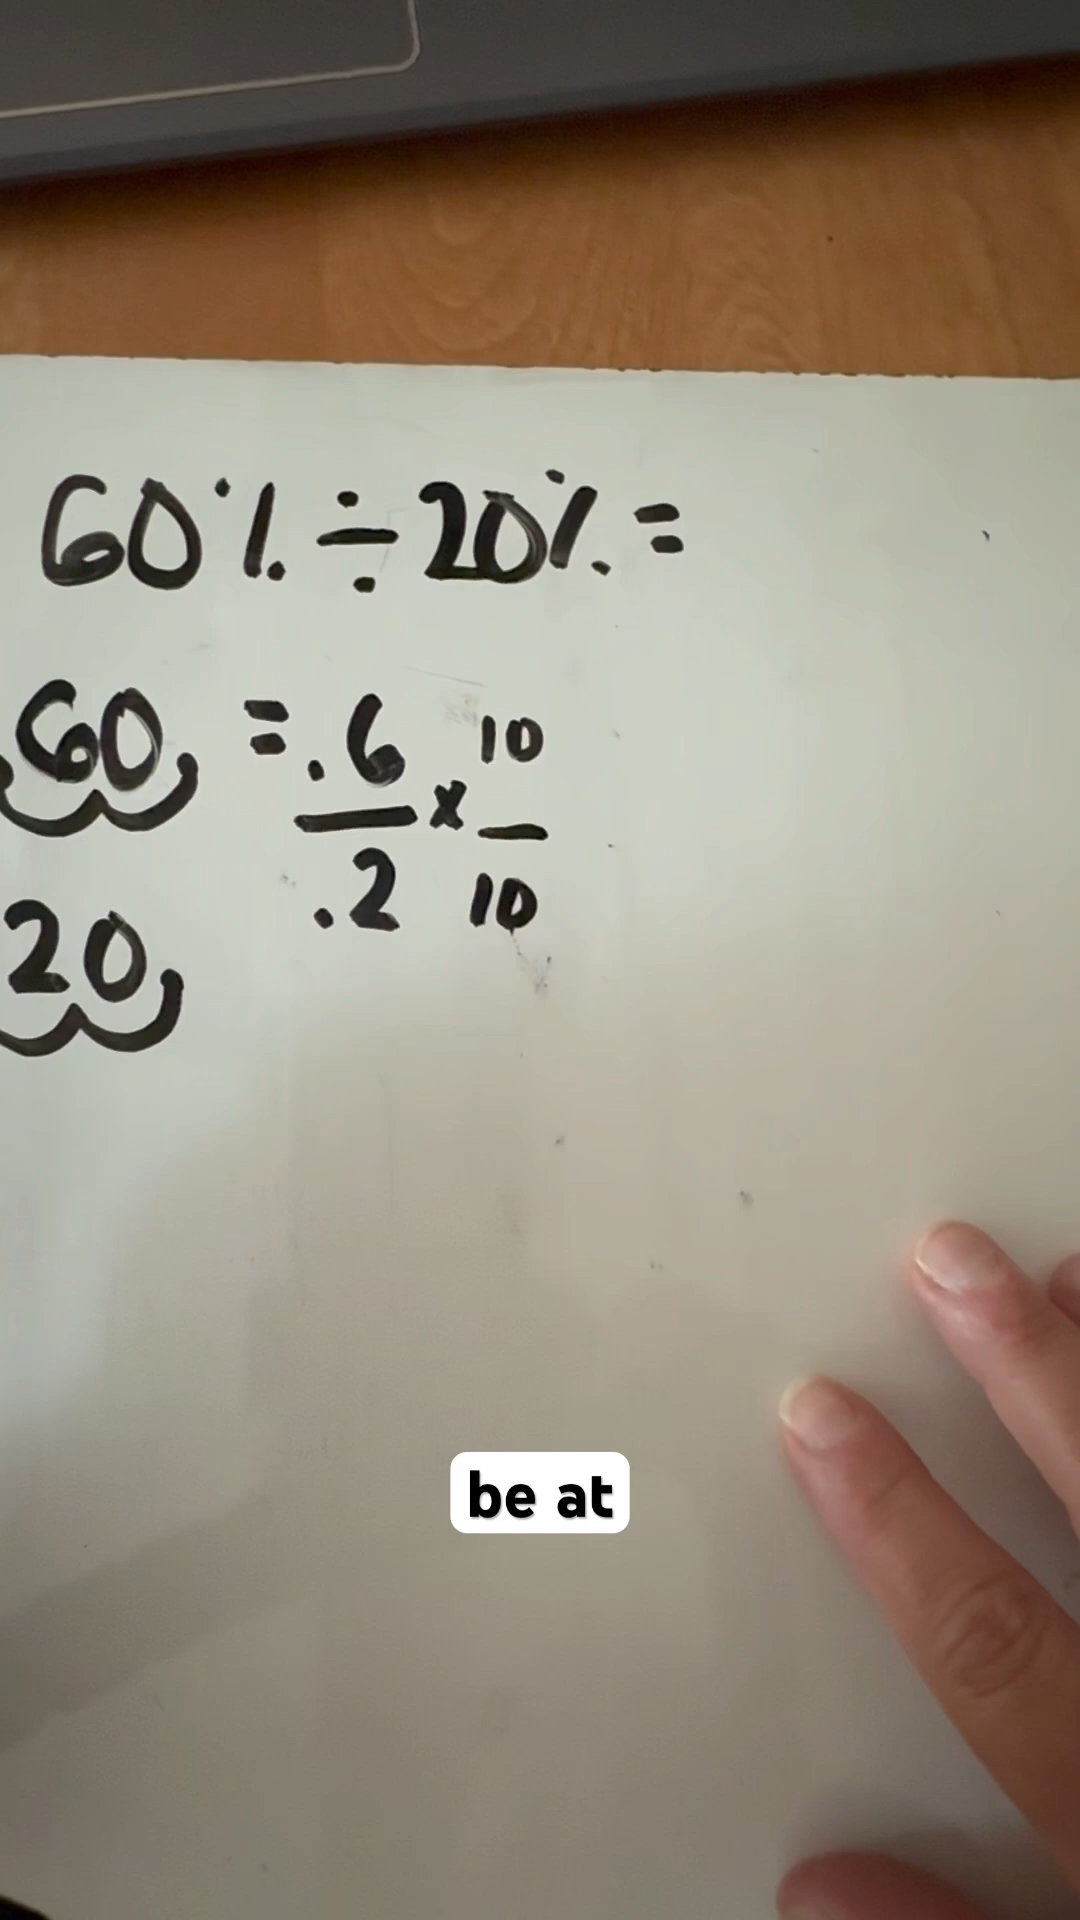 60% ÷ 20% =
60. = .6/.2 x 10/10
20.
be at